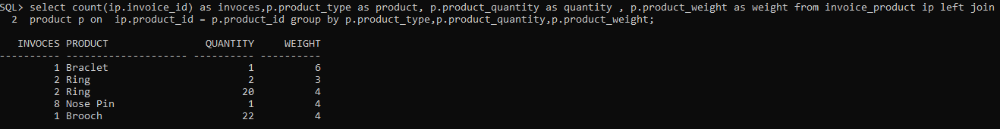 SQL> select count(ip.invoice_id) as invoces,p.product_type as product, p.product_quantity as quantity , p.product_weight as weight from invoice_product ip left join
  2  product p on  ip.product_id = p.product_id group by p.product_type,p.product_quantity,p.product_weight;

   INVOCES PRODUCT                QUANTITY     WEIGHT
---------- -------------------- ---------- ----------
         1 Braclet                       1          6
         2 Ring                          2          3
         2 Ring                         20          4
         8 Nose Pin                      1          4
         1 Brooch                       22          4